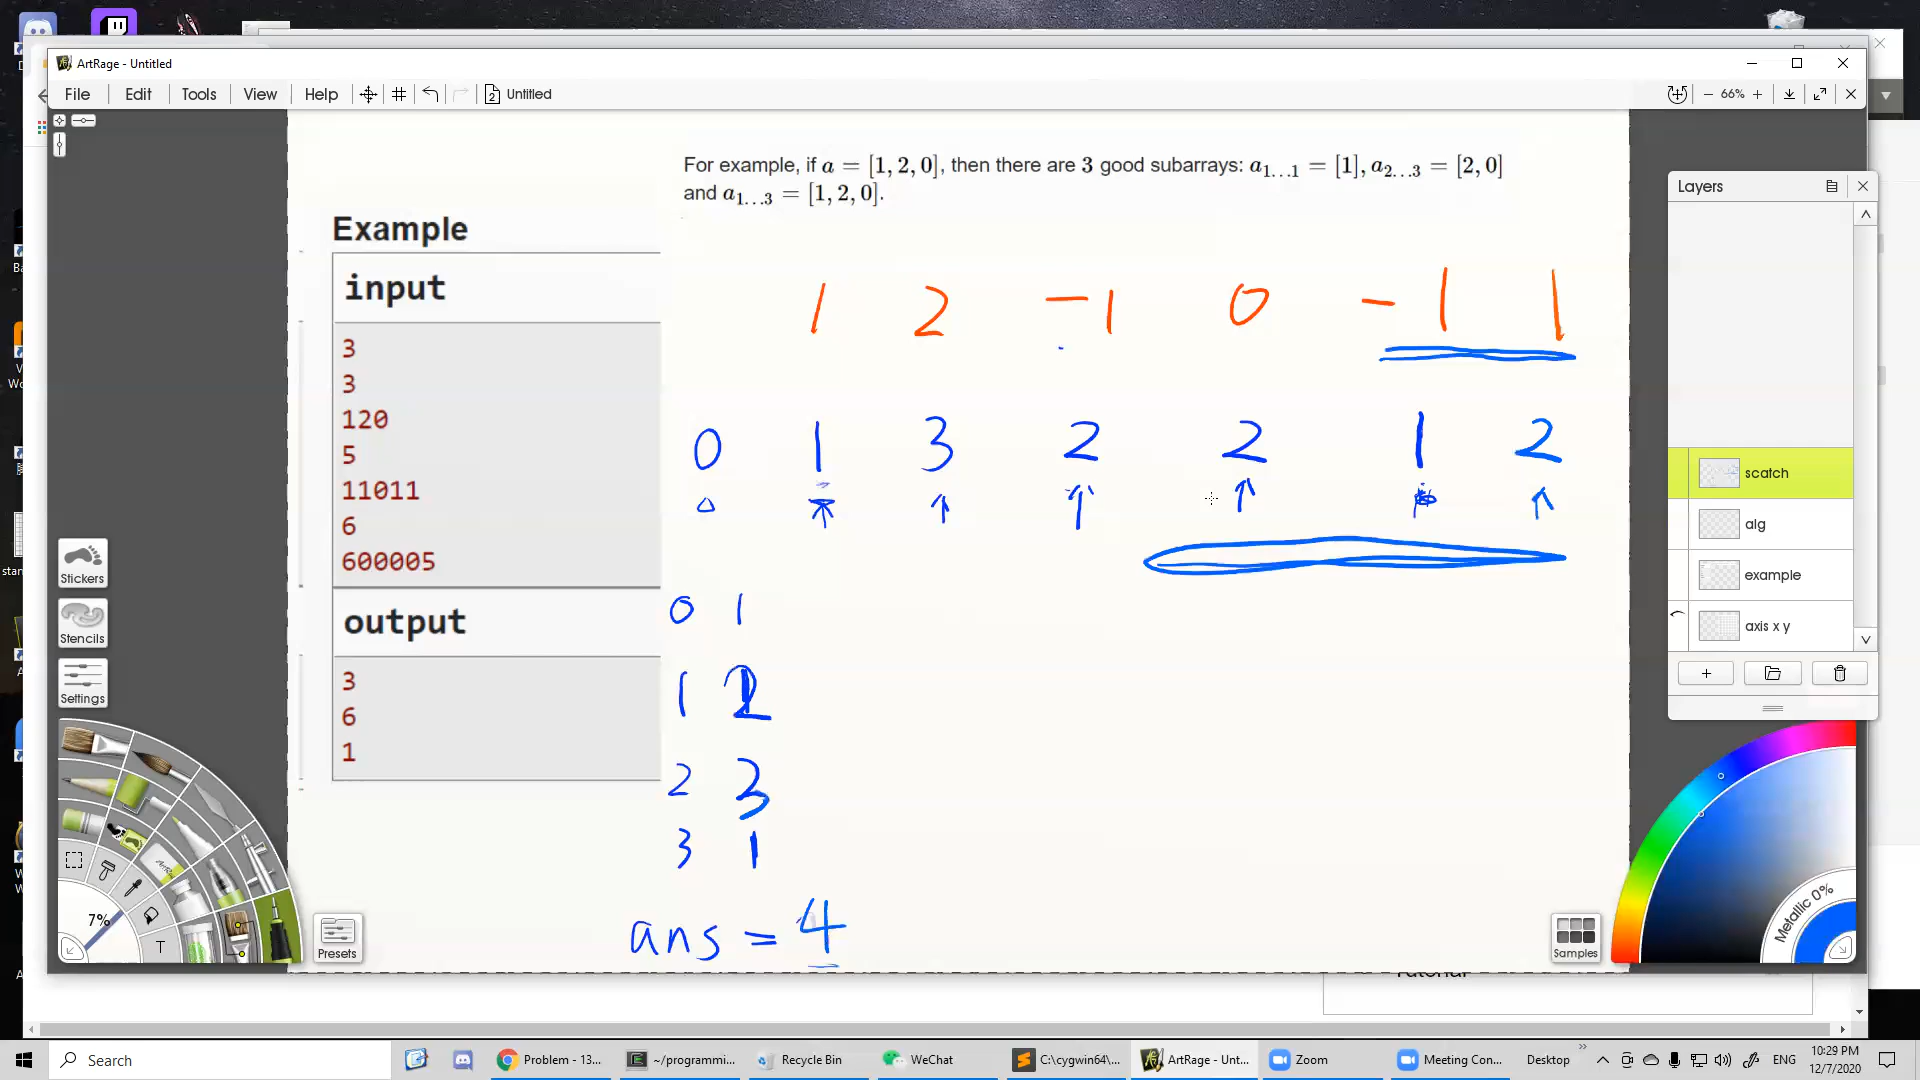 ArtRage - Untitled
File Edit Tools View Help Untitled 66%
For example, if a = [1, 2, 0], then there are 3 good subarrays: a1…1 = [1], a2…3 = [2, 0]
and a1…3 = [1, 2, 0].
Example
input
3
3
120
5
11011
6
600005
output
3
6
1
1 2 -1 0 -1 1
0 1 3 2 2 1 2
0 1
1 2
2 3
3 1
ans = 4
Layers
scatch
alg
example
axis x y
Stickers
Stencils
Settings
7%
T
Presets
Metallic 0%
Samples
Search
Problem - 13...
~/programmi...
Recycle Bin
WeChat
C:\cygwin64\...
ArtRage - Unt...
Zoom
Meeting Con...
Desktop
ENG
10:29 PM
12/7/2020